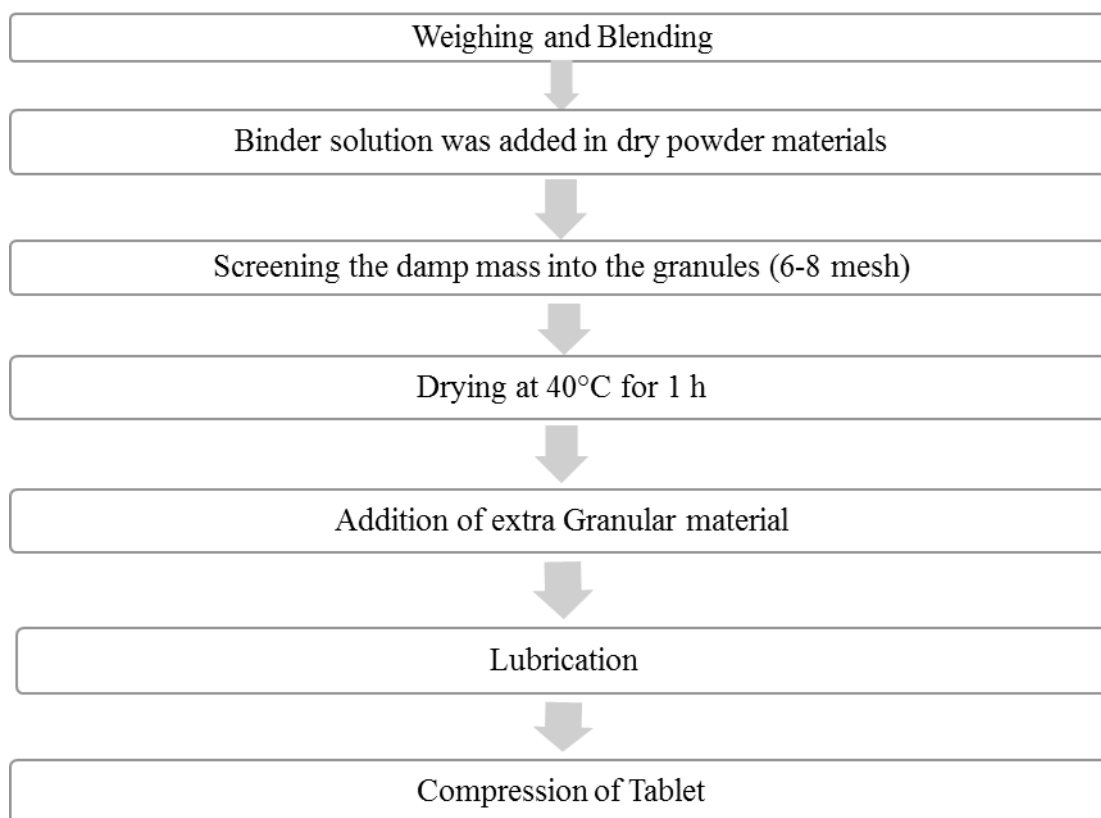 Weighing and Blending
Binder solution was added in dry powder materials
Screening the damp mass into the granules (6-8 mesh)
Drying at 40°C for 1 h
Addition of extra Granular material
Lubrication
Compression of Tablet